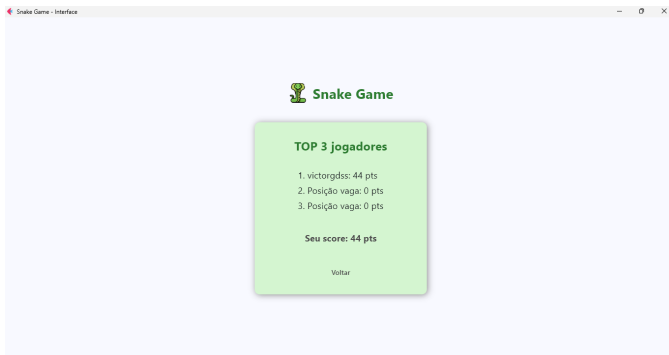 Snake Game - Interface
Snake Game
TOP 3 jogadores
1. victorgdss: 44 pts
2. Posição vaga: 0 pts
3. Posição vaga: 0 pts
Seu score: 44 pts
Voltar